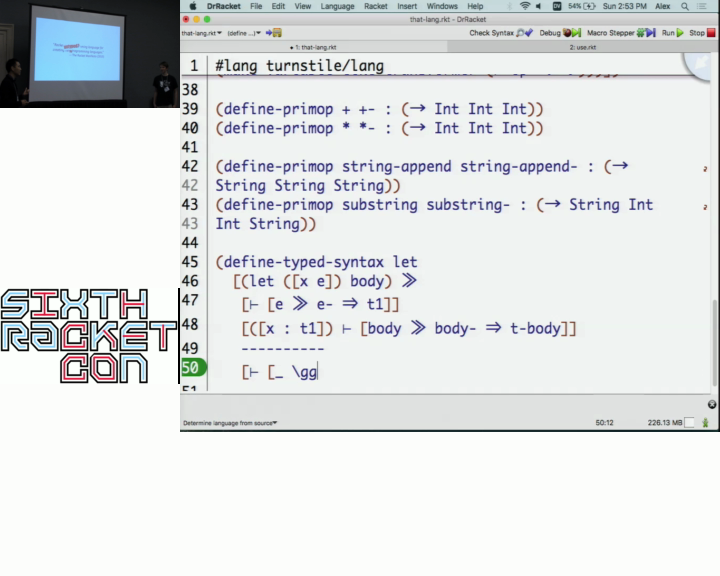 DrRacket File Edit View Language Racket Insert Windows Help 54% Sun 2:53 PM Alex
that-lang.rkt - DrRacket
that-lang.rkt▾ (define ...)▾ Check Syntax Debug Macro Stepper Run Stop
• 1: that-lang.rkt 2: use.rkt
1 #lang turnstile/lang
38
39 (define-primop + +- : (→ Int Int Int))
40 (define-primop * *- : (→ Int Int Int))
41
42 (define-primop string-append string-append- : (→
42 String String String))
43 (define-primop substring substring- : (→ String Int
43 Int String))
44
45 (define-typed-syntax let
46 [(let ([x e]) body) ≫
47 [⊢ [e ≫ e- ⇒ t1]]
48 [([x : t1]) ⊢ [body ≫ body- ⇒ t-body]]
49 ----------
50 [⊢ [_ \gg
51
Determine language from source▾ 50:12 226.13 MB
SIXTH
RACKET
CON